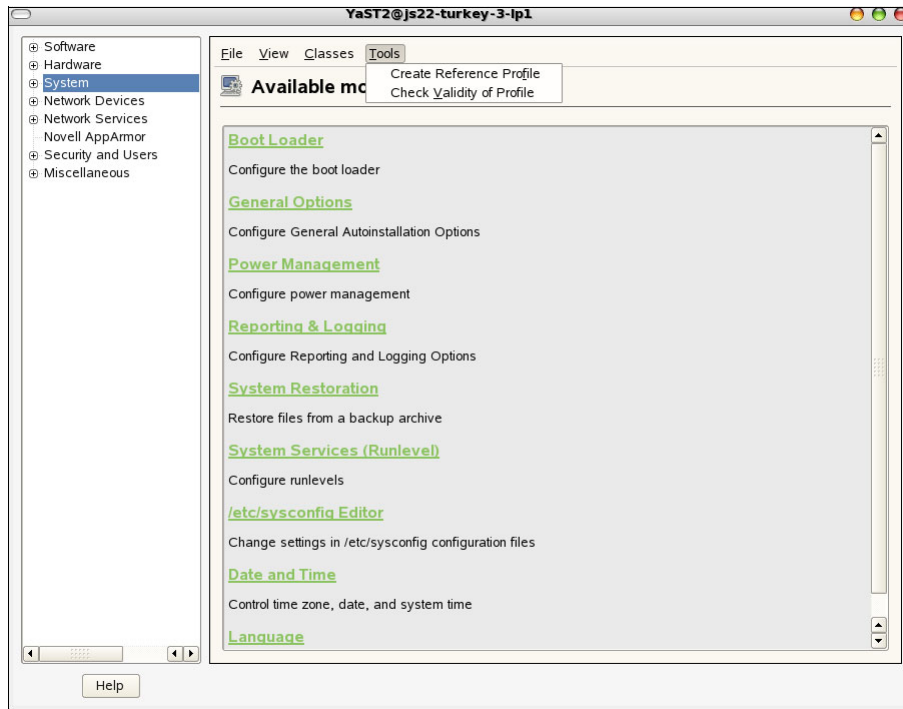 YaST2@js22-turkey-3-lp1
Software
Hardware
System
Network Devices
Network Services
Novell AppArmor
Security and Users
Miscellaneous
File View Classes Tools
Create Reference Profile
Check Validity of Profile
Available mo
Boot Loader
Configure the boot loader
General Options
Configure General Autoinstallation Options
Power Management
Configure power management
Reporting & Logging
Configure Reporting and Logging Options
System Restoration
Restore files from a backup archive
System Services (Runlevel)
Configure runlevels
/etc/sysconfig Editor
Change settings in /etc/sysconfig configuration files
Date and Time
Control time zone, date, and system time
Language
Help